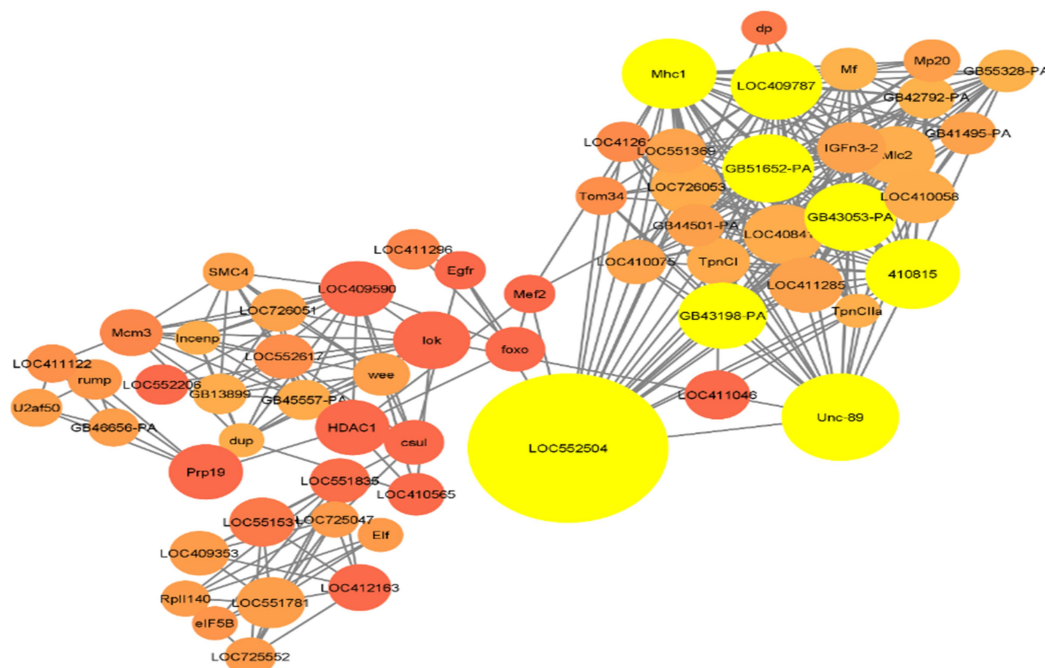 dp
Mhc1
LOC409787
Mf
Mp20
GB55328-PA
GB42792-PA
GB41495-PA
IGFn3-2
Mlc2
LOC551369
GB51652-PA
LOC726053
Tom34
LOC410058
GB43053-PA
GB44501-PA
LOC410075
TpnCI
LOC411285
410815
TpnCIIa
GB43198-PA
LOC411296
Egfr
Mef2
SMC4
LOC409590
LOC726051
Mcm3
Incenp
lok
foxo
LOC552617
LOC411122
rump
LOC552206
GB13899
wee
GB45557-PA
LOC411046
U2af50
GB46656-PA
HDAC1
Unc-89
dup
csul
LOC552504
Prp19
LOC551835
LOC410565
LOC725047
Elf
LOC409353
LOC412163
RpII140
LOC551781
eIF5B
LOC725552